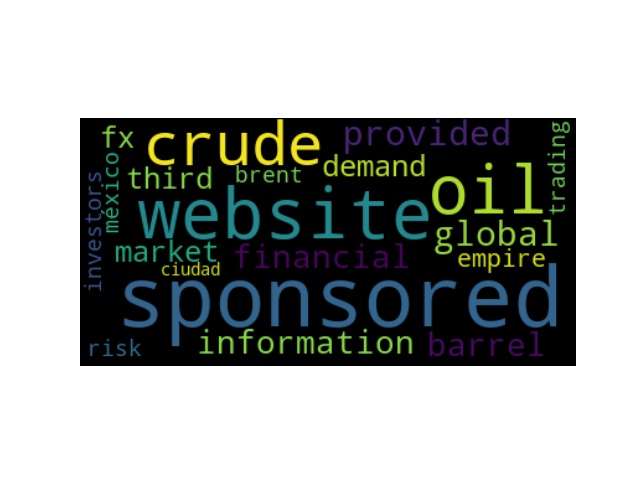 fx crude provided trading
third brent demand
investors méxico website oil
global
market financial empire
ciudad
sponsored
risk information barrel